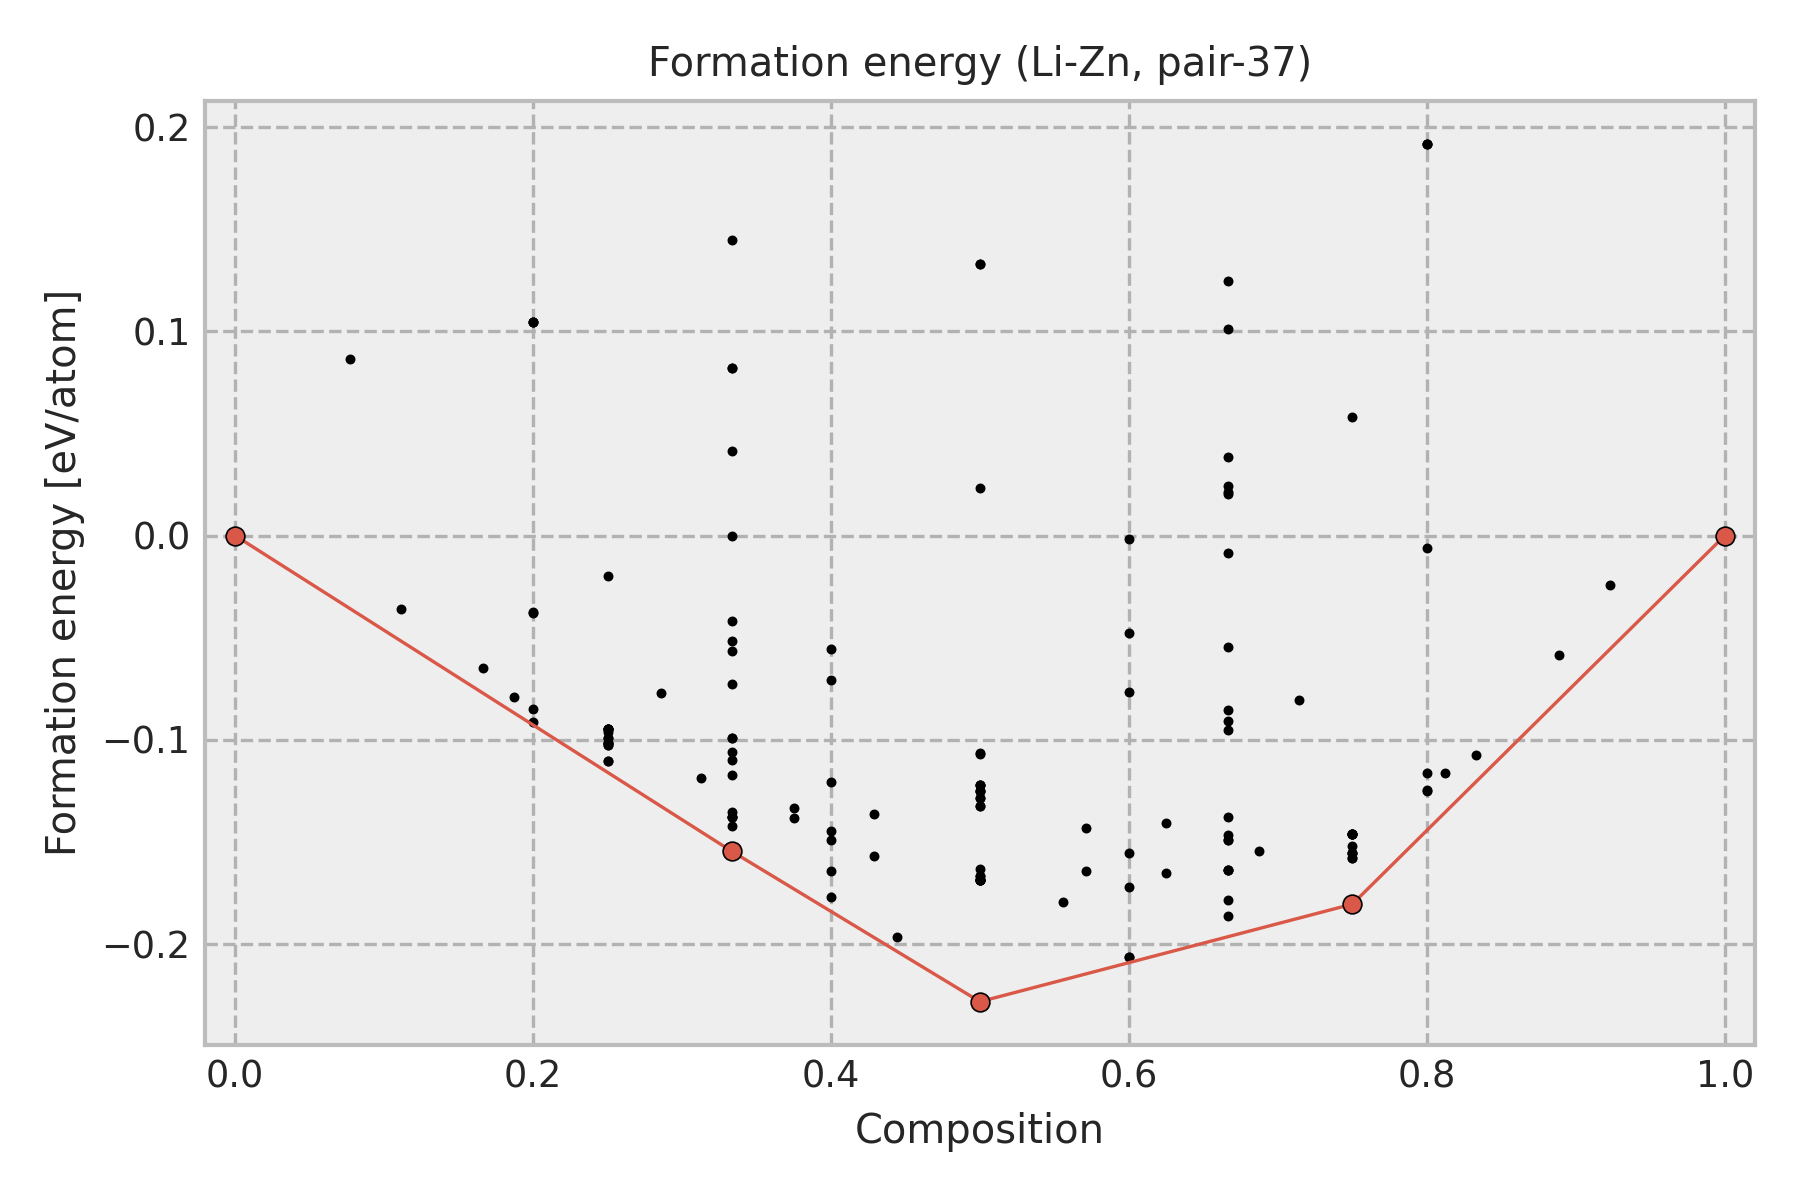 Formation energy (Li-Zn, pair-37)
Formation energy [eV/atom]
0.2
0.1
0.0
−0.1
−0.2
0.0 0.2 0.4 0.6 0.8 1.0
Composition